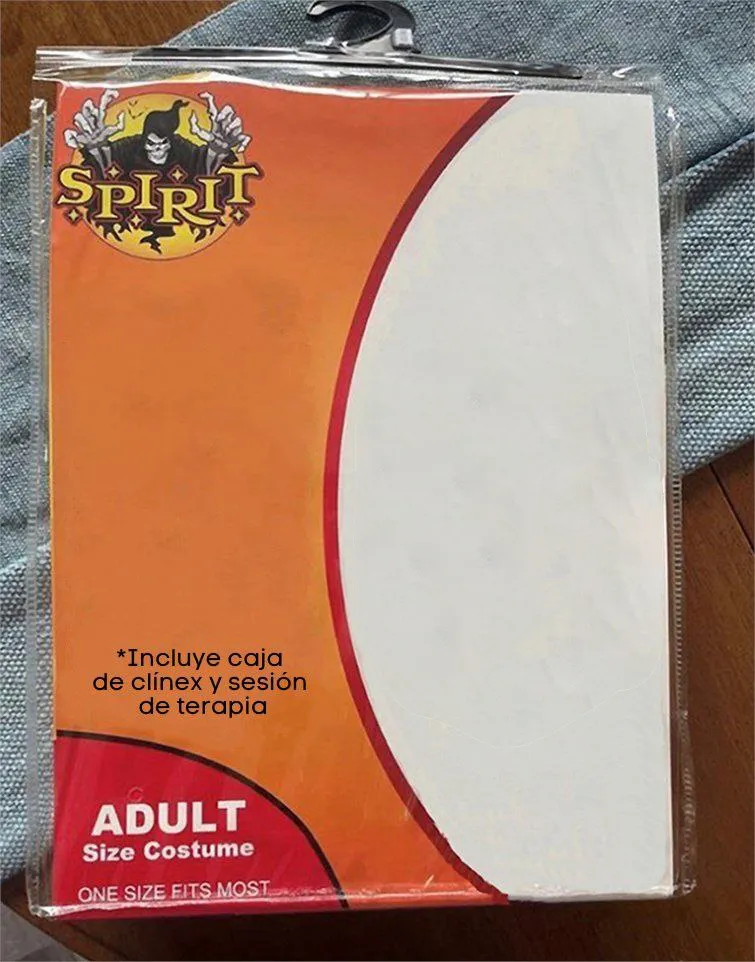 SPIRIT
*Incluye caja
de clínex y sesión
de terapia
ADULT
Size Costume
ONE SIZE FITS MOST